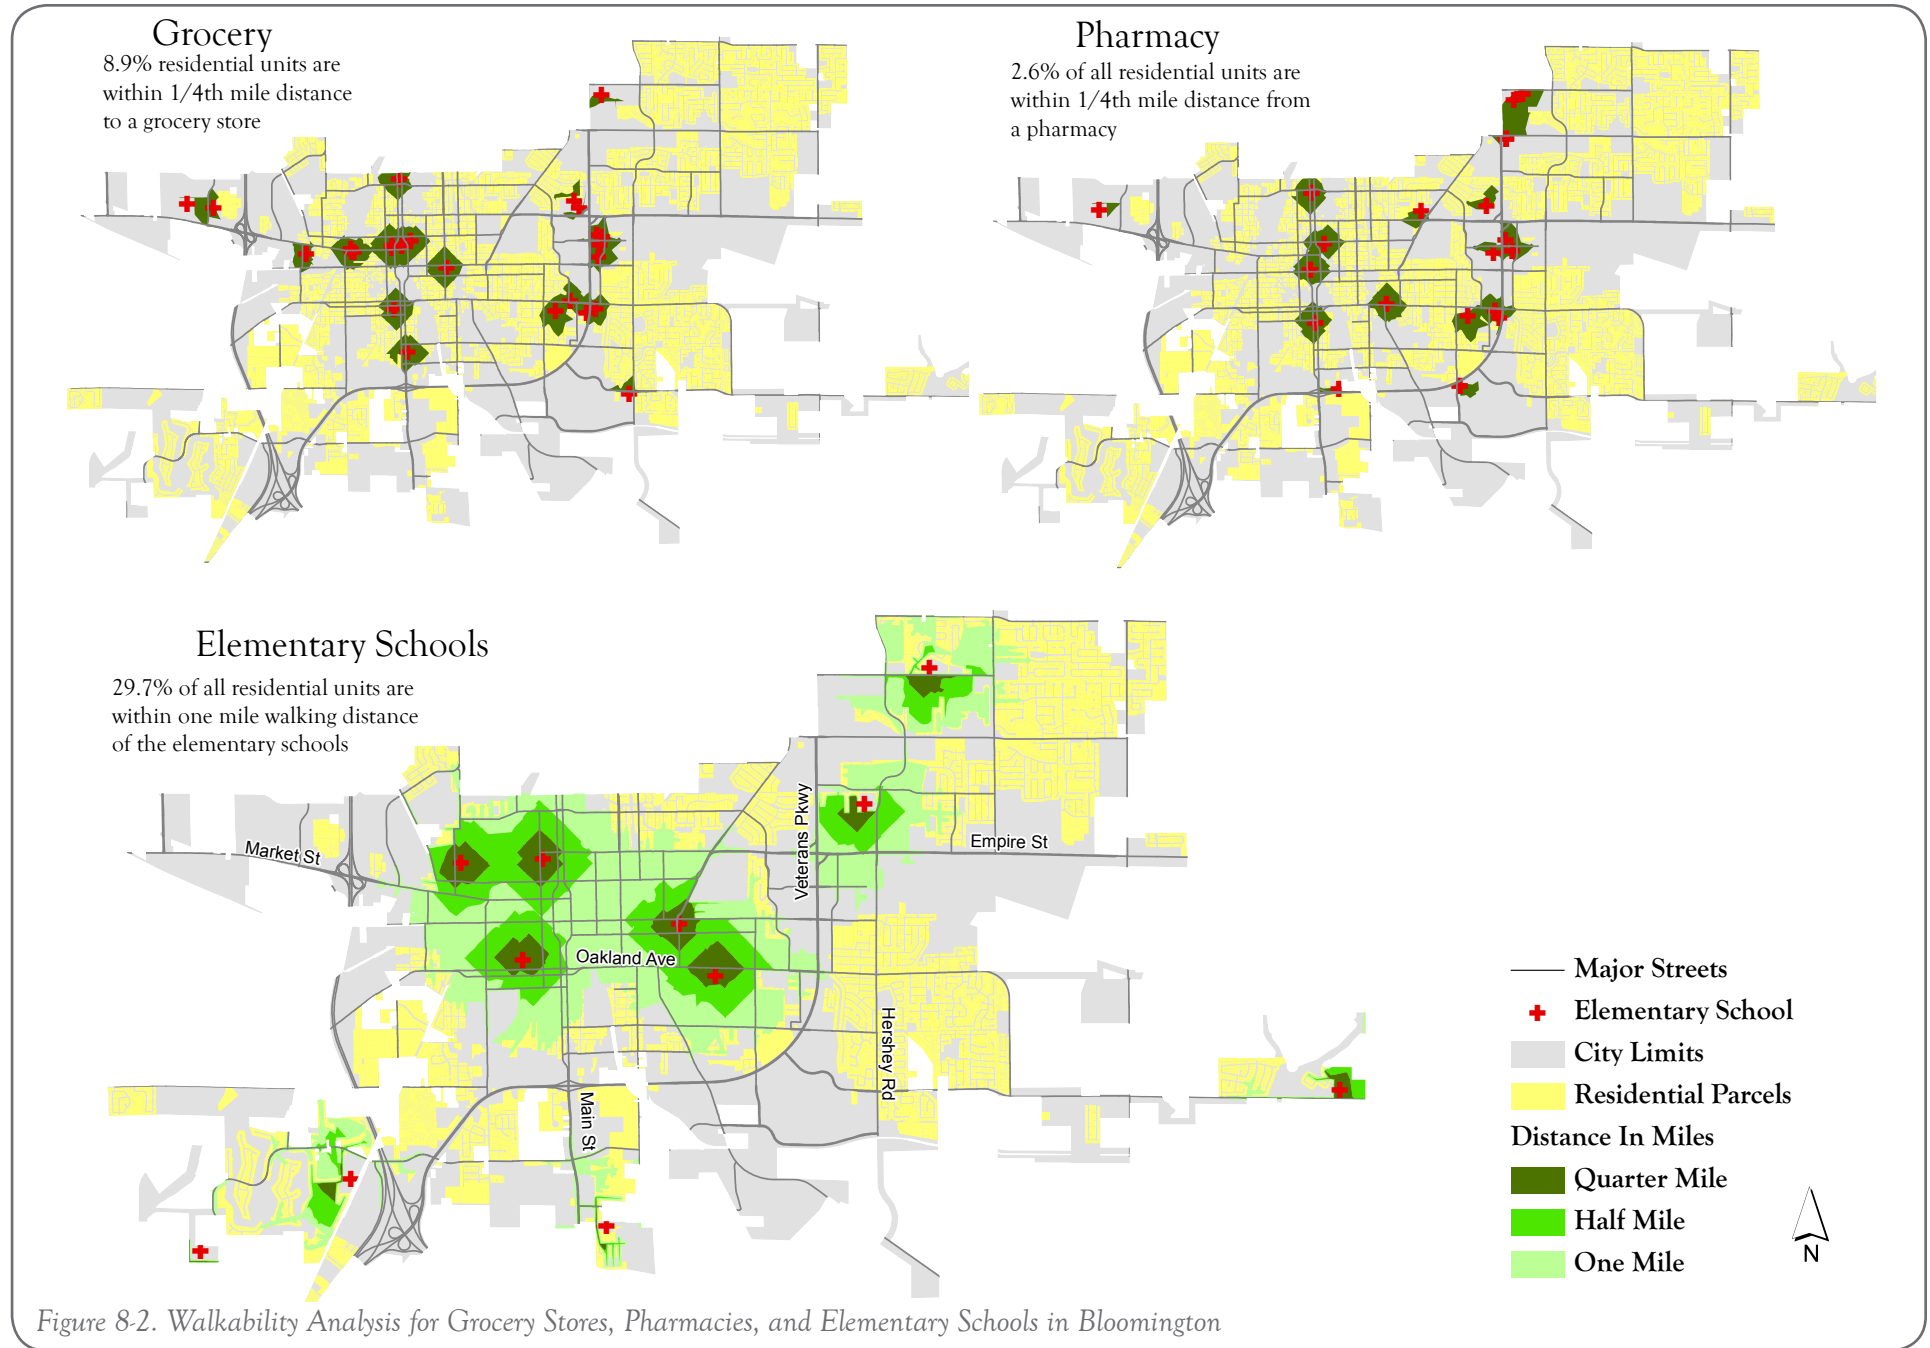 Grocery
8.9% residential units are
within 1/4th mile distance
to a grocery store
Pharmacy
2.6% of all residential units are
within 1/4th mile distance from
a pharmacy
Elementary Schools
29.7% of all residential units are
within one mile walking distance
of the elementary schools
Market St
Veterans Pkwy
Empire St
Oakland Ave
Hershey Rd
Main St
Major Streets
Elementary School
City Limits
Residential Parcels
Distance In Miles
Quarter Mile
Half Mile
One Mile
N
Figure 8-2. Walkability Analysis for Grocery Stores, Pharmacies, and Elementary Schools in Bloomington